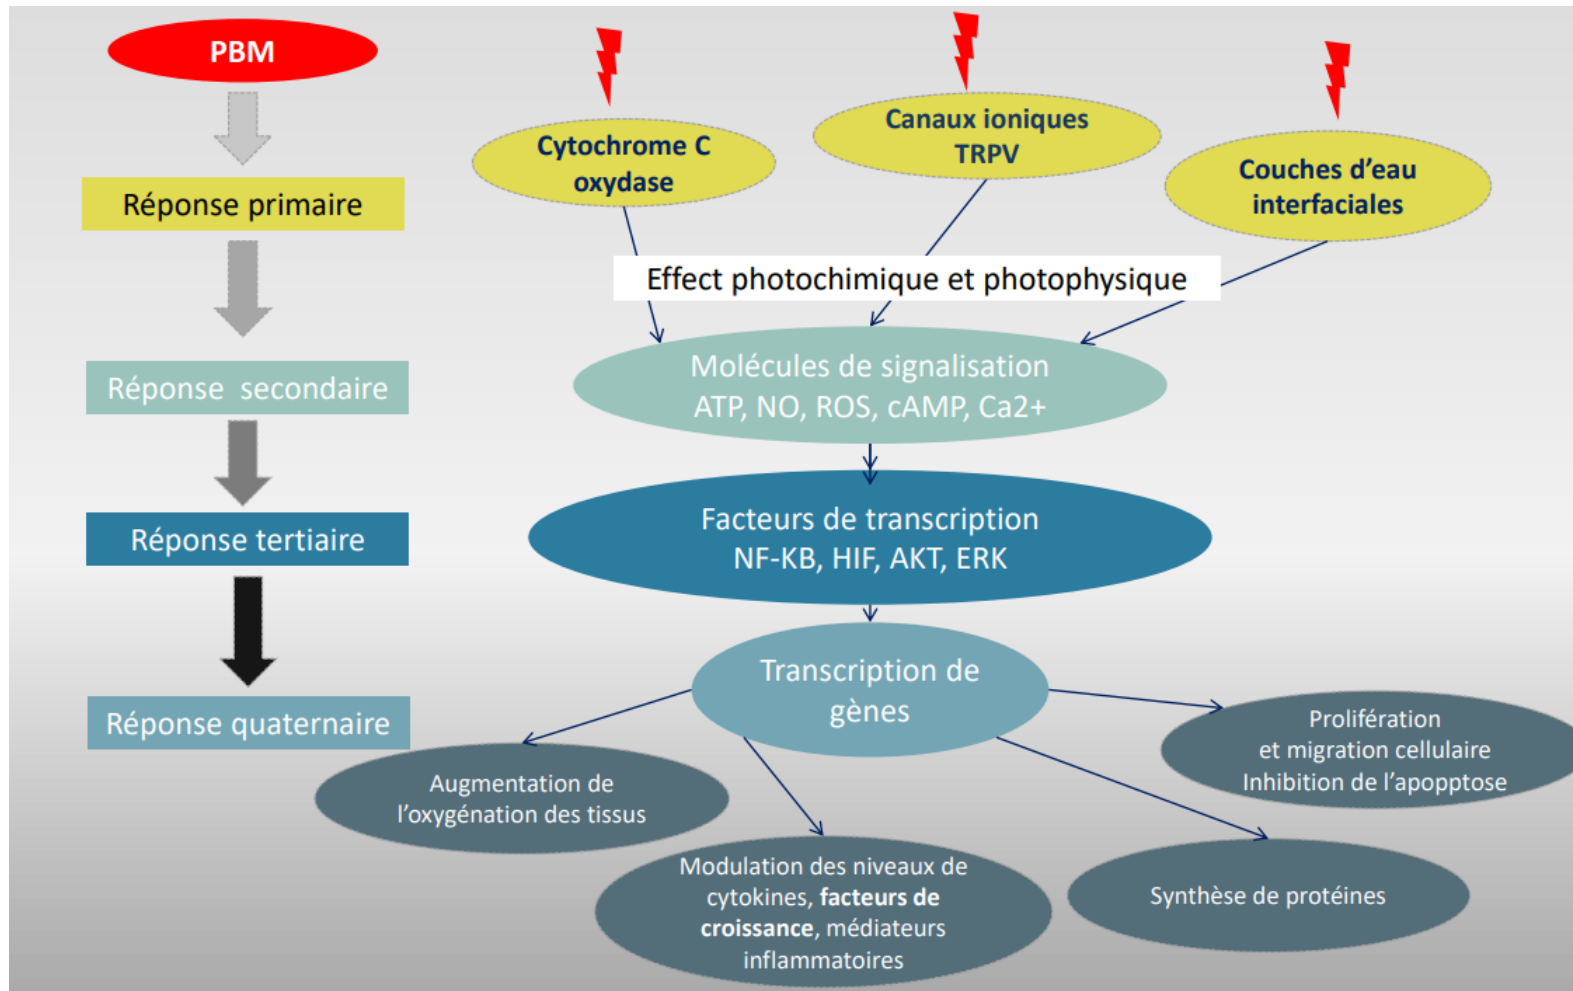 PBM
Réponse primaire
Réponse  secondaire
Réponse tertiaire
Réponse quaternaire
Cytochrome C
oxydase
Canaux ioniques
TRPV
Couches d’eau
interfaciales
Effect photochimique et photophysique
Molécules de signalisation
ATP, NO, ROS, cAMP, Ca2+
Facteurs de transcription
NF-KB, HIF, AKT, ERK
Transcription de
gènes
Augmentation de
l’oxygénation des tissus
Modulation des niveaux de
cytokines, facteurs de
croissance, médiateurs
inflammatoires
Synthèse de protéines
Prolifération
et migration cellulaire
Inhibition de l’apopptose